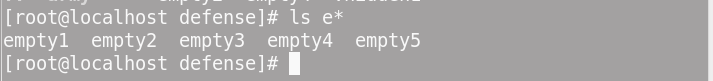 [root@localhost defense]# ls e*
empty1  empty2  empty3  empty4  empty5
[root@localhost defense]#